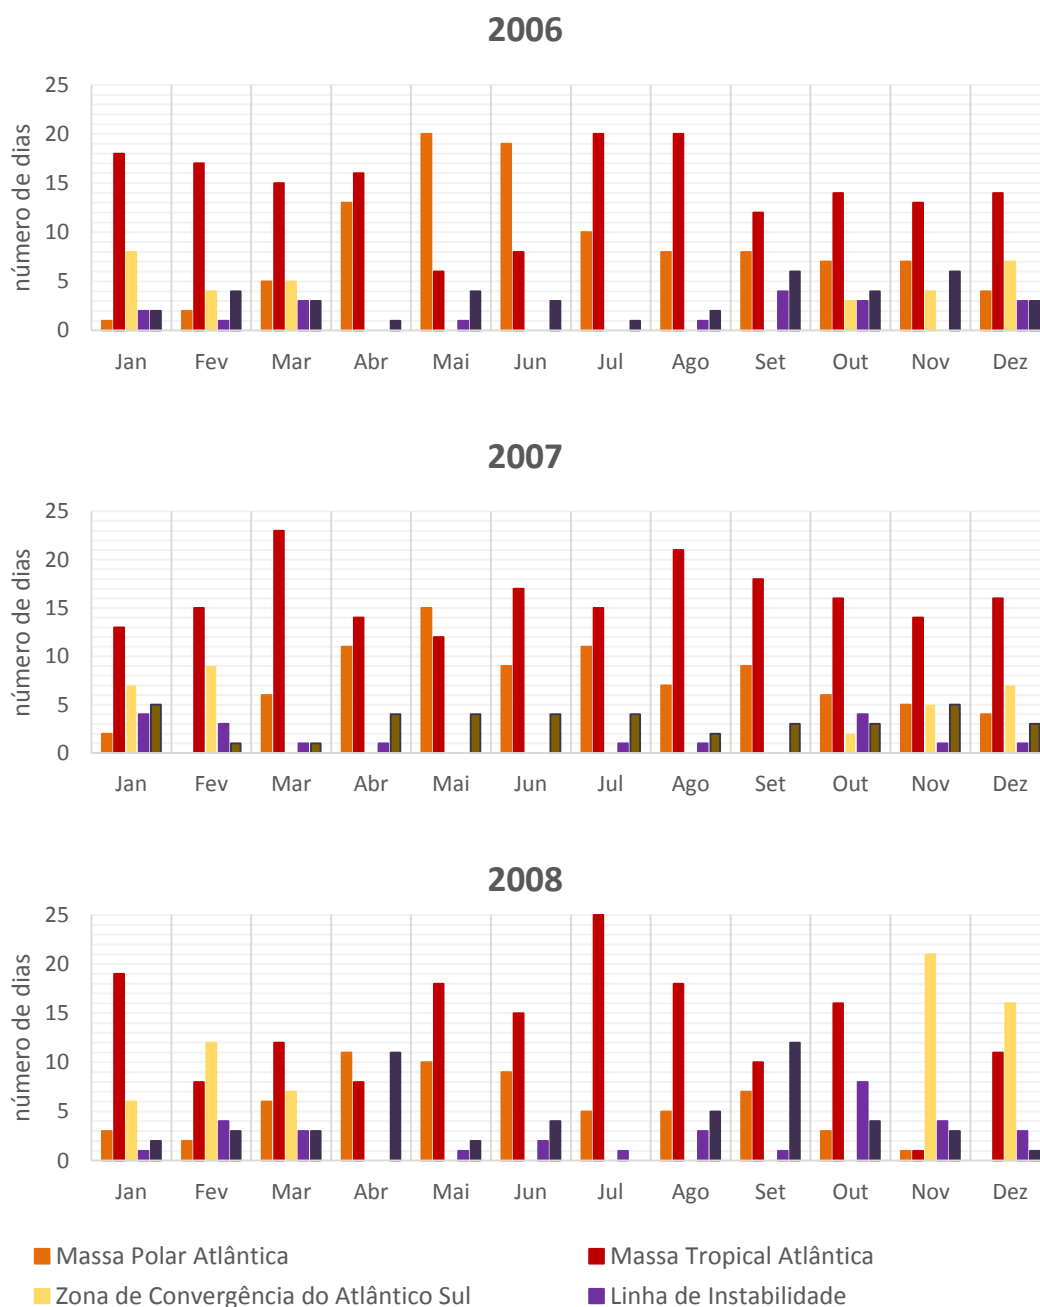 2006
número de dias
25
20
15
10
5
0
Jan Fev Mar Abr Mai Jun Jul Ago Set Out Nov Dez
2007
número de dias
25
20
15
10
5
0
Jan Fev Mar Abr Mai Jun Jul Ago Set Out Nov Dez
2008
número de dias
25
20
15
10
5
0
Jan Fev Mar Abr Mai Jun Jul Ago Set Out Nov Dez
Massa Polar Atlântica Massa Tropical Atlântica
Zona de Convergência do Atlântico Sul Linha de Instabilidade